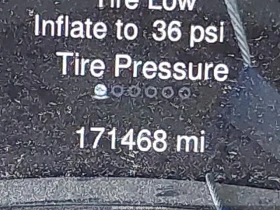 Tire Low
Inflate to 36 psi
Tire Pressure
171468 mi